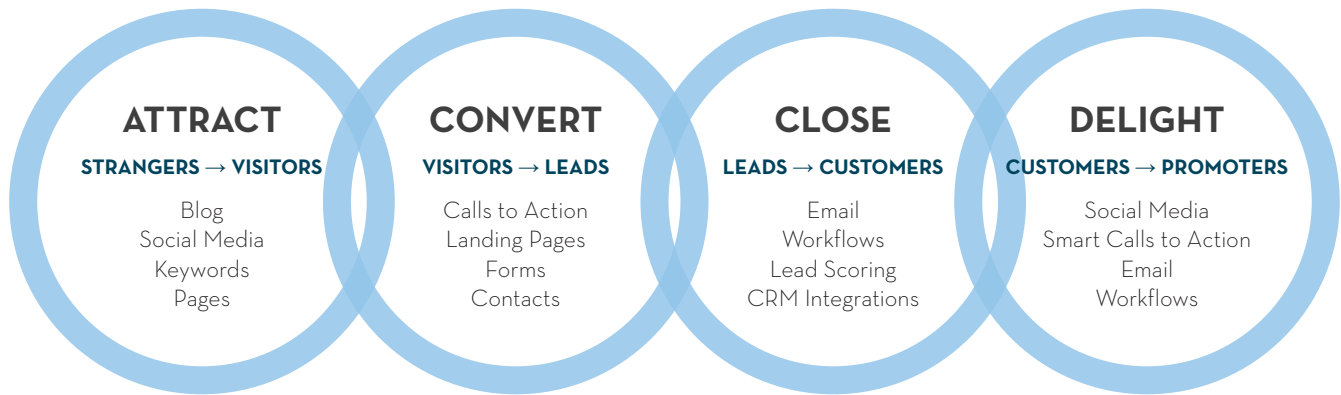 ATTRACT
STRANGERS → VISITORS
Blog
Social Media
Keywords
Pages
CONVERT
VISITORS → LEADS
Calls to Action
Landing Pages
Forms
Contacts
CLOSE
LEADS → CUSTOMERS
Email
Workflows
Lead Scoring
CRM Integrations
DELIGHT
CUSTOMERS → PROMOTERS
Social Media
Smart Calls to Action
Email
Workflows